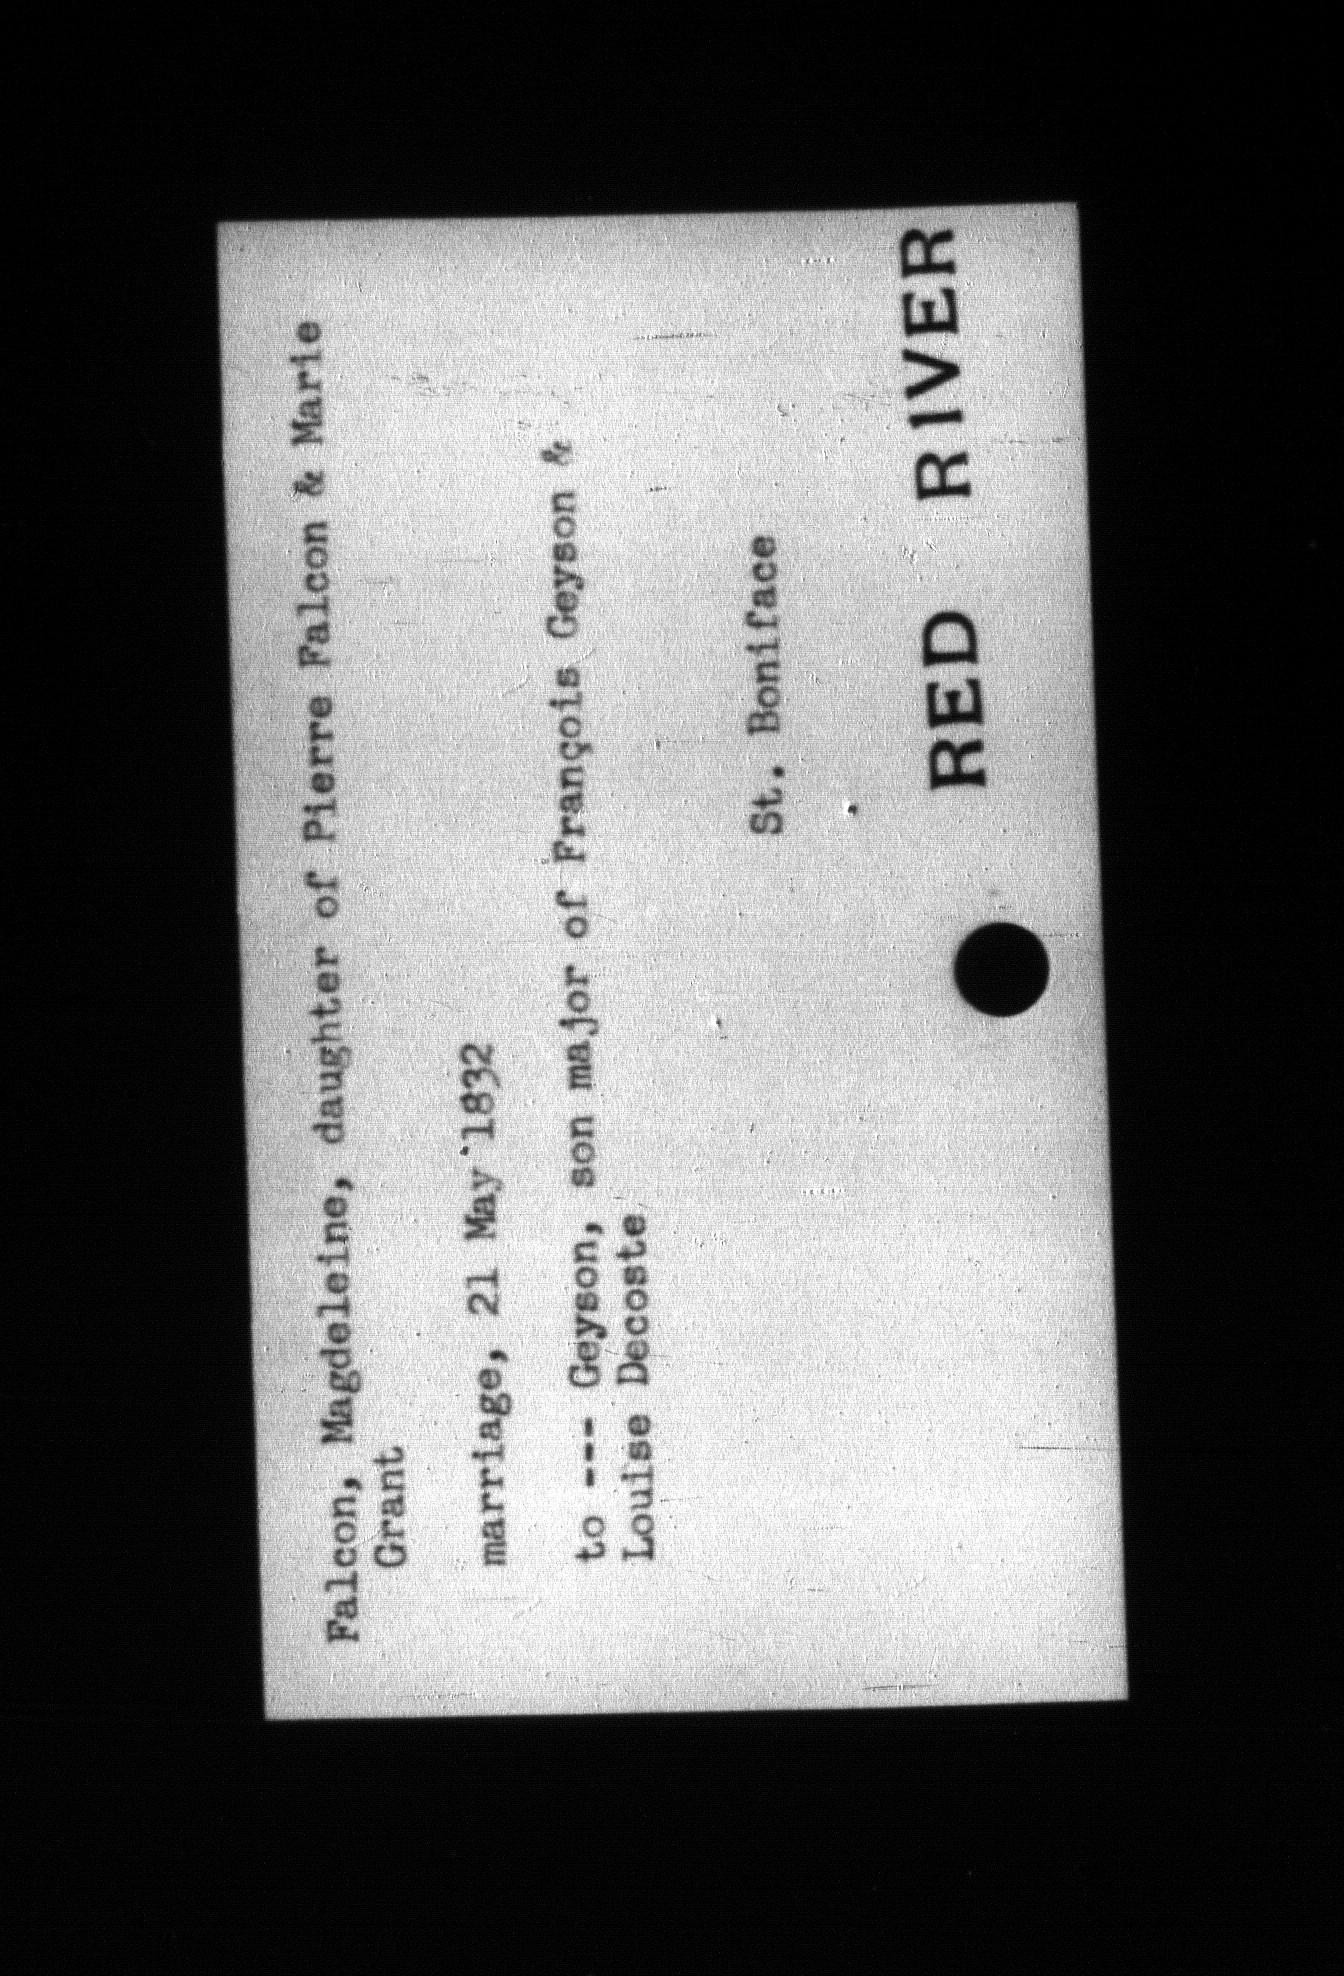 Falcon, Magdeleine, daughter of Pierre Falcon & Marie
Grant
marriage, 21 May 1832
to --- Geyson, son major of François Geyson &
Louise Decoste
St. Boniface
RED RIVER